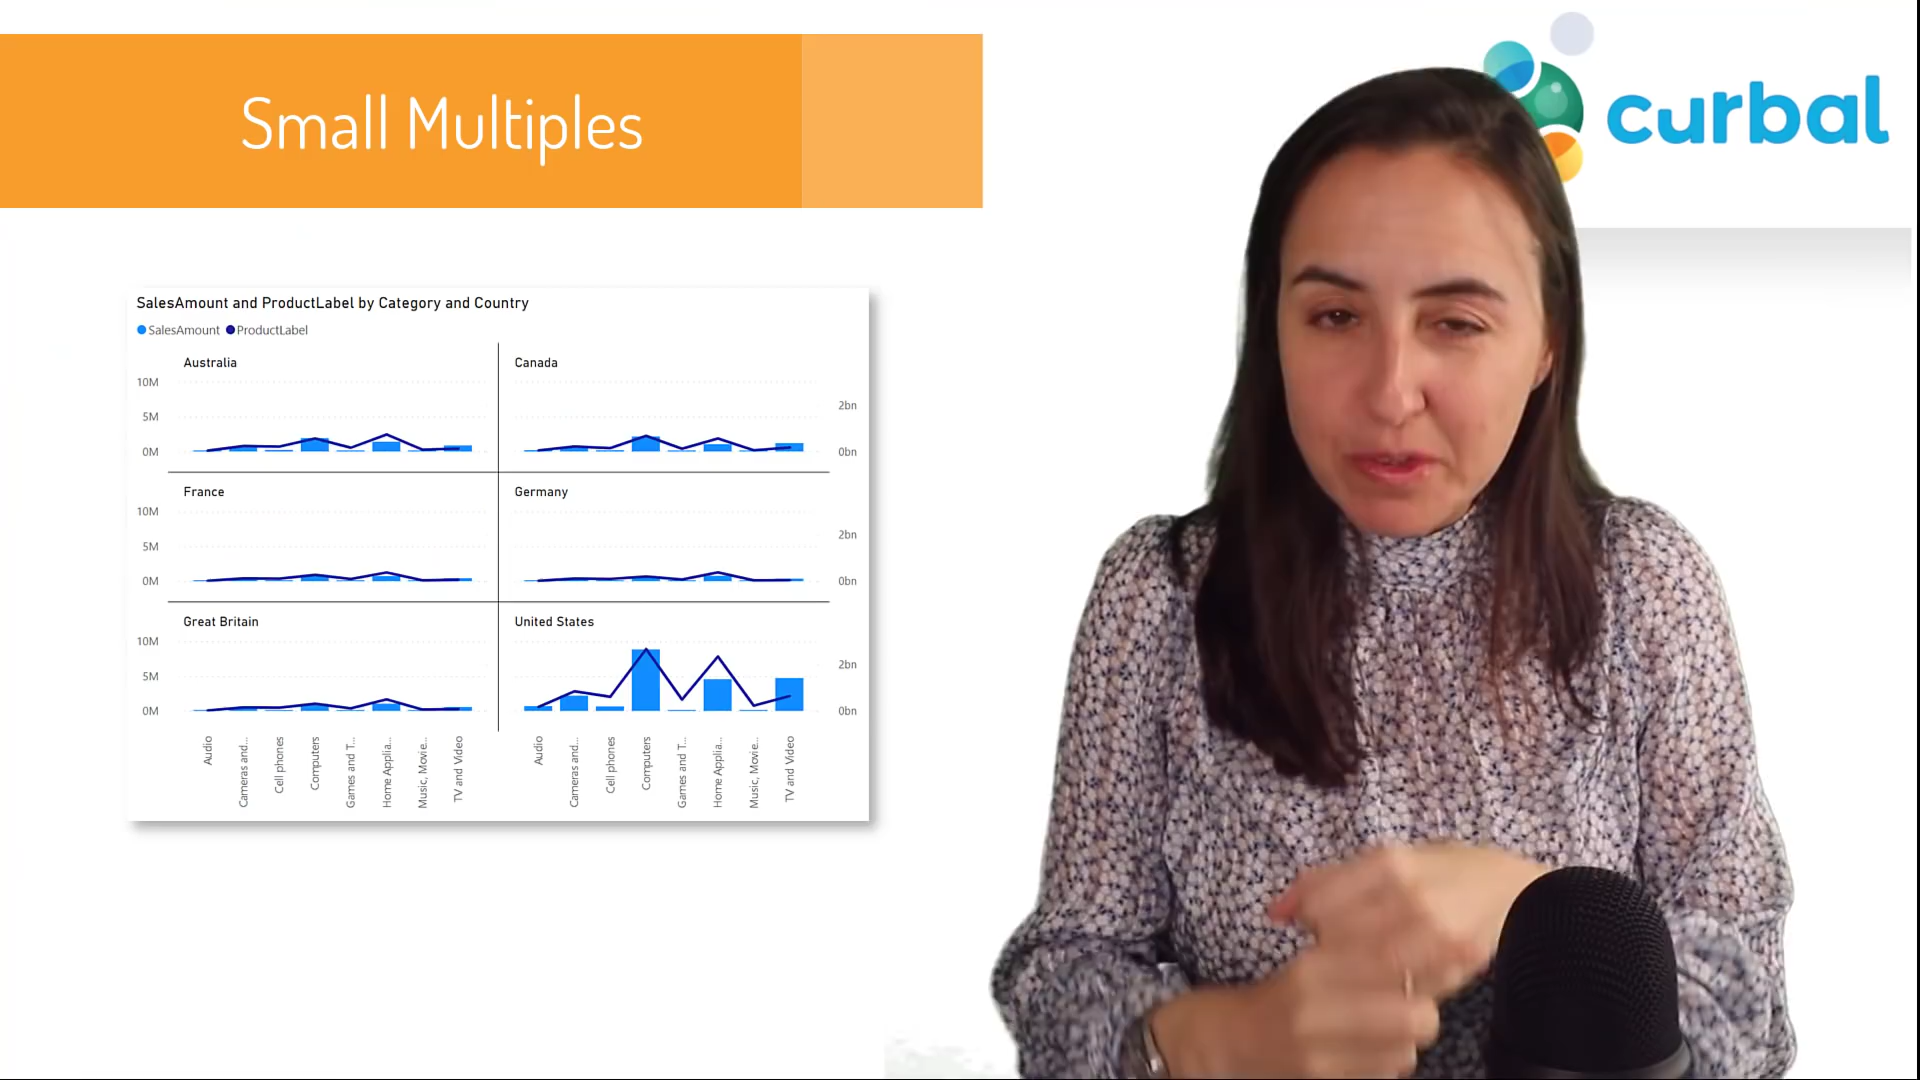 Small Multiples
curbal
SalesAmount and ProductLabel by Category and Country
SalesAmount ProductLabel
Australia
Canada
10M
5M
0M
2bn
0bn
France
Germany
10M
5M
0M
2bn
0bn
Great Britain
United States
10M
5M
0M
2bn
0bn
Audio
Cameras and...
Cell phones
Computers
Games and T...
Home Applia...
Music, Movie...
TV and Video
Audio
Cameras and...
Cell phones
Computers
Games and T...
Home Applia...
Music, Movie...
TV and Video